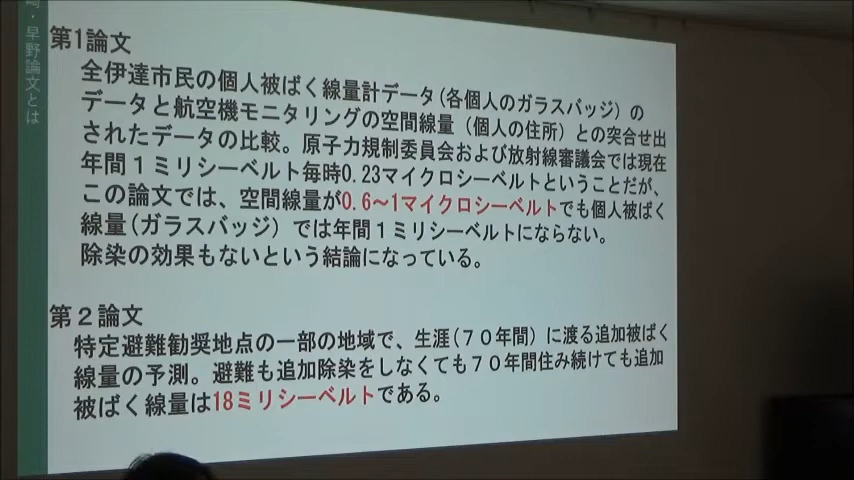 崎・早野論文とは
第1論文
全伊達市民の個人被ばく線量計データ(各個人のガラスバッジ）の
データと航空機モニタリングの空間線量（個人の住所）との突合せ出
されたデータの比較。原子力規制委員会および放射線審議会では現在
年間１ミリシーベルト毎時0.23マイクロシーベルトということだが、
この論文では、空間線量が0.6～1マイクロシーベルトでも個人被ばく
線量(ガラスバッジ）では年間１ミリシーベルトにならない。
除染の効果もないという結論になっている。
第２論文
特定避難勧奨地点の一部の地域で、生涯(７０年間）に渡る追加被ばく
線量の予測。避難も追加除染をしなくても７０年間住み続けても追加
被ばく線量は18ミリシーベルトである。